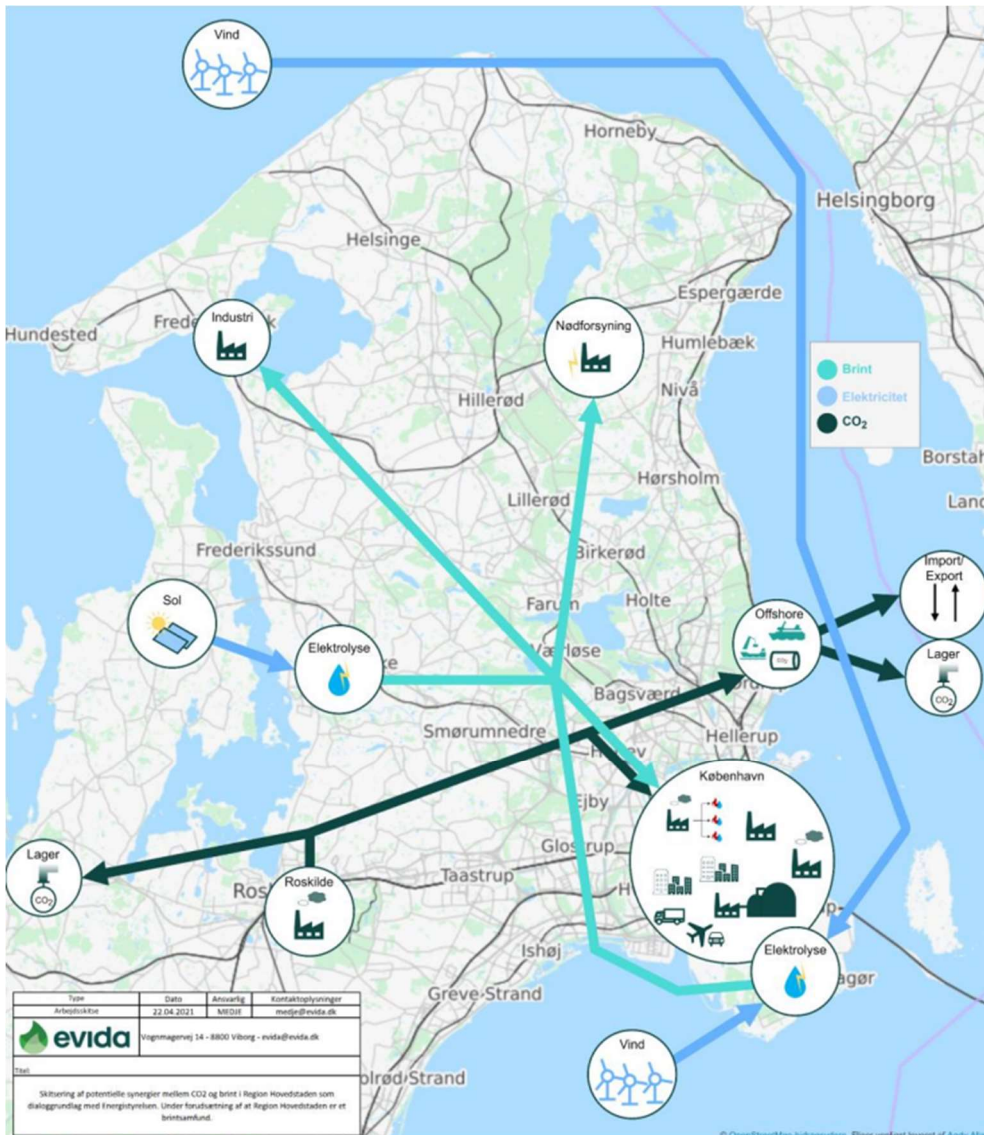 Vind
Horneby
Helsingborg
Helsinge
Espergærde
Industri
Nødforsyning
Hundested
Humlebæk
Brint
Elektricitet
CO₂
Nivå
Hillerød
Hørsholm
Lillerød
Birkerød
Frederikssund
Import/
Export
Sol
Farum
Holte
Offshore
Elektrolyse
Værløse
Lager
CO₂
Bagsværd
Smørumnedre
Hellerup
København
Ejby
Glostrup
Lager
CO₂
Roskilde
Taastrup
Ishøj
Elektrolyse
Greve Strand
Vind
Type Dato Ansvarlig Kontaktoplysninger
Arbejdsskitse 22.04.2021 MEDJE medje@evida.dk
evida Vognmagervej 14 - 8800 Viborg - evida@evida.dk
Titel:
Skitsering af potentielle synergier mellem CO2 og brint i Region Hovedstaden som
dialoggrundlag med Energistyrelsen. Under forudsætning af at Region Hovedstaden er et
brintsamfund.